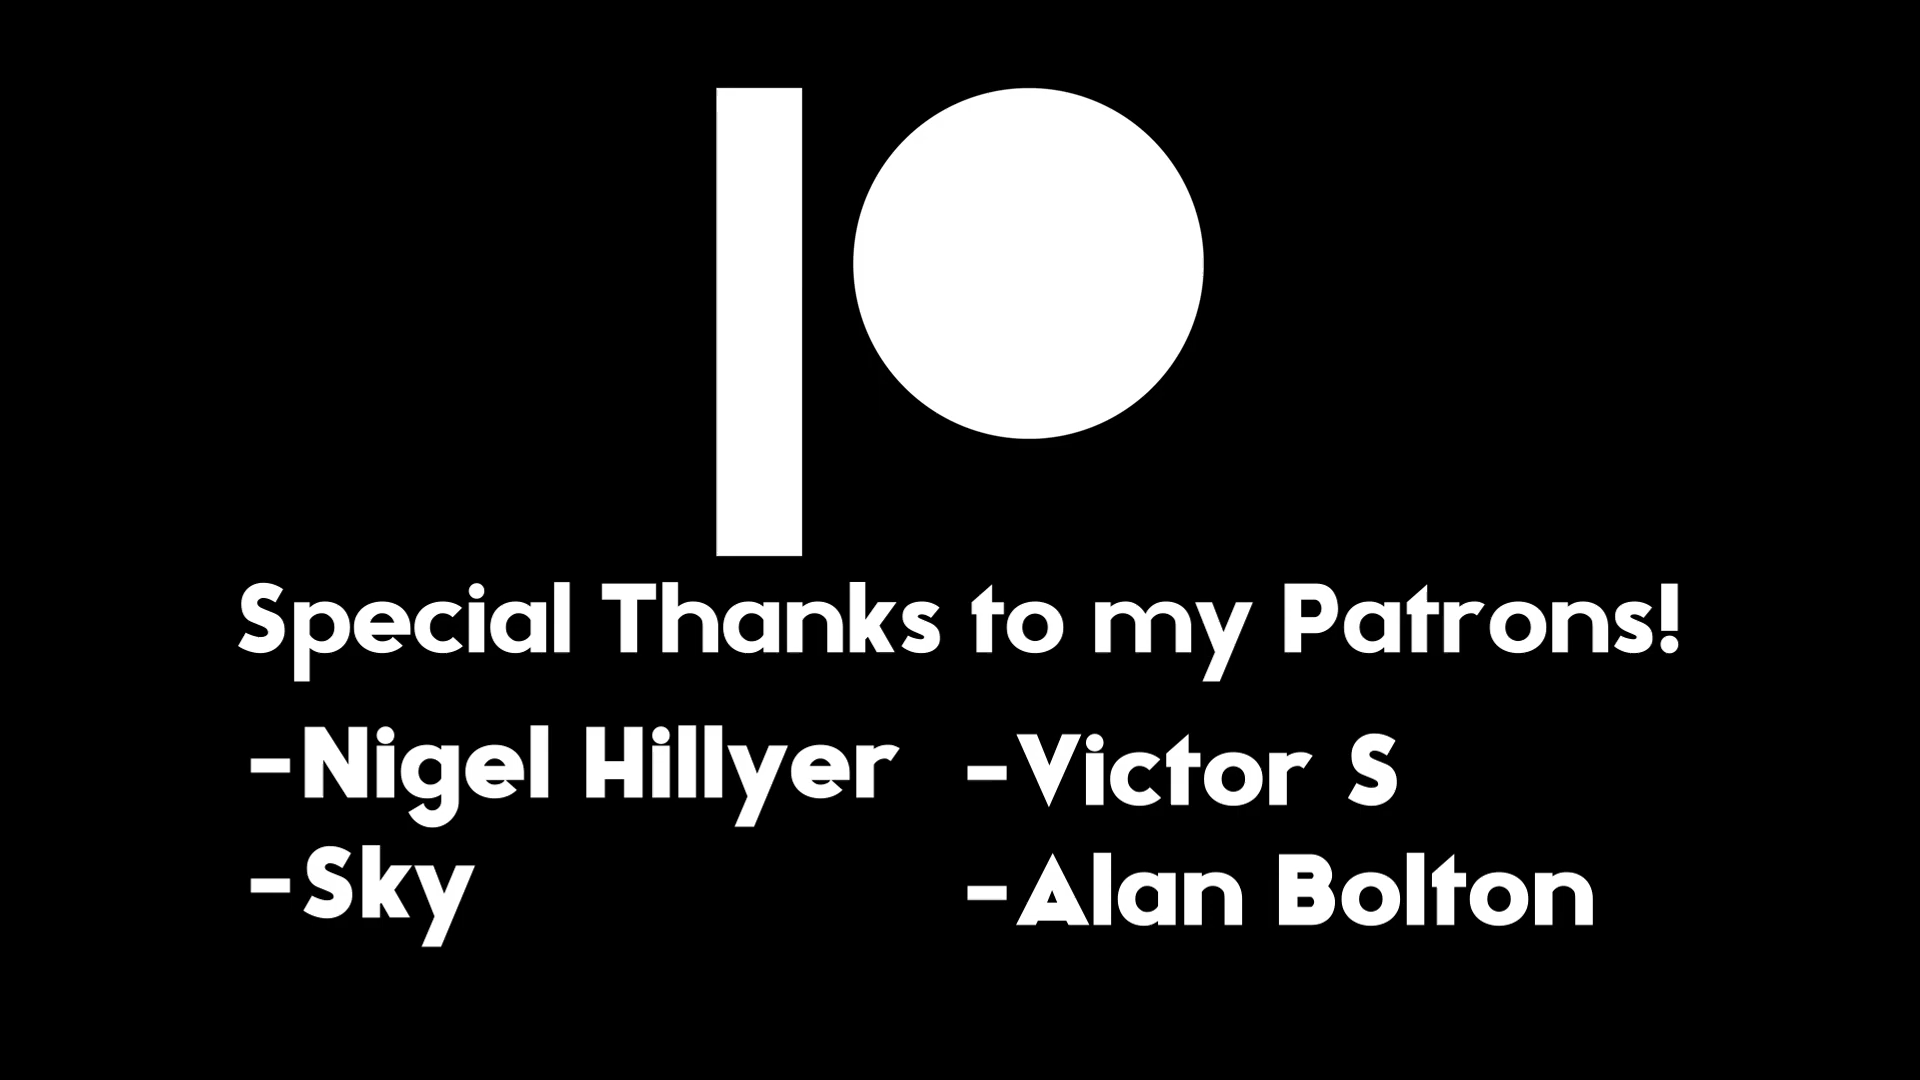 Special Thanks to my Patrons!
-Nigel Hillyer
-Sky
-Victor S
-Alan Bolton